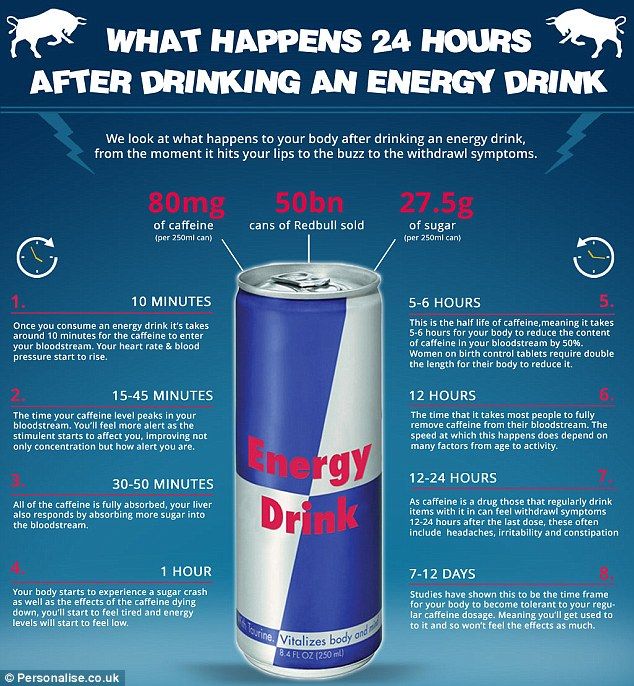 WHAT HAPPENS 24 HOURS
AFTER DRINKING AN ENERGY DRINK
We look at what happens to your body after drinking an energy drink,
from the moment it hits your lips to the buzz to the withdrawl symptoms.
80mg
of caffeine
(per 250ml can)
50bn
cans of Redbull sold
27.5g
of sugar
(per 250ml can)
1.
10 MINUTES
Once you consume an energy drink it's takes
around 10 minutes for the caffeine to enter
your bloodstream. Your heart rate & blood
pressure start to rise.
2.
15-45 MINUTES
The time your caffeine level peaks in your
bloodstream. You'll feel more alert as the
stimulent starts to affect you, improving not
only concentration but how alert you are.
3.
30-50 MINUTES
All of the caffeine is fully absorbed, your liver
also responds by absorbing more sugar into
the bloodstream.
4.
1 HOUR
Your body starts to experience a sugar crash
as well as the effects of the caffeine dying
down, you'll start to feel tired and energy
levels will start to feel low.
5-6 HOURS
5.
This is the half life of caffeine,meaning it takes
5-6 hours for your body to reduce the content
of caffeine in your bloodstream by 50%.
Women on birth control tablets require double
the length for their body to reduce it.
12 HOURS
6.
The time that it takes most people to fully
remove caffeine from their bloodstream. The
speed at which this happens does depend on
many factors from age to activity.
12-24 HOURS
7.
As caffeine is a drug those that regularly drink
items with it in can feel withdrawal symptoms
12-24 hours after the last dose, these often
include headaches, irritability and constipation
7-12 DAYS
8.
Studies have shown this to be the time frame
for your body to become tolerant to your regu-
lar caffeine dosage. Meaning you'll get used to
to it and so won't feel the effects as much.
Energy
Drink
Taurine. Vitalizes body and
8.4 FL OZ (250 ml)
© Personalise.co.uk